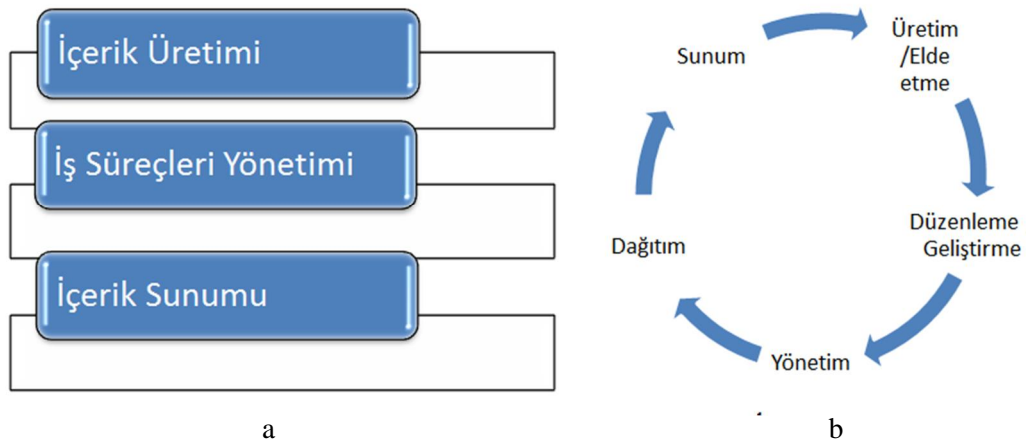 İçerik Üretimi
İş Süreçleri Yönetimi
İçerik Sunumu
a
Sunum
Üretim
/Elde
etme
Düzenleme
Geliştirme
Dağıtım
Yönetim
b